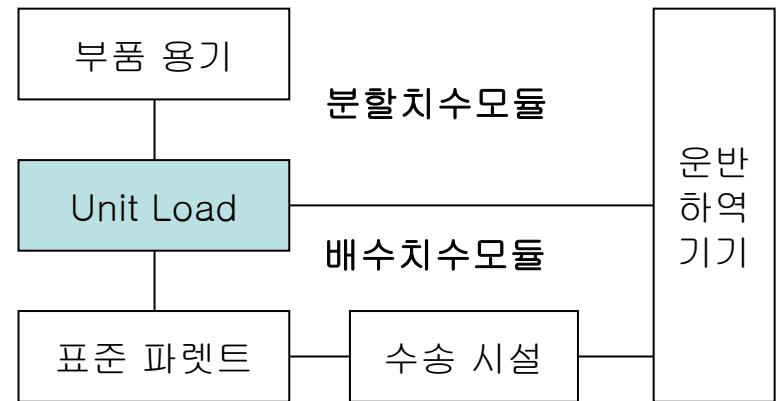 부품 용기
분할치수모듈
Unit Load
운반
하역
기기
배수치수모듈
표준 파렛트
수송 시설